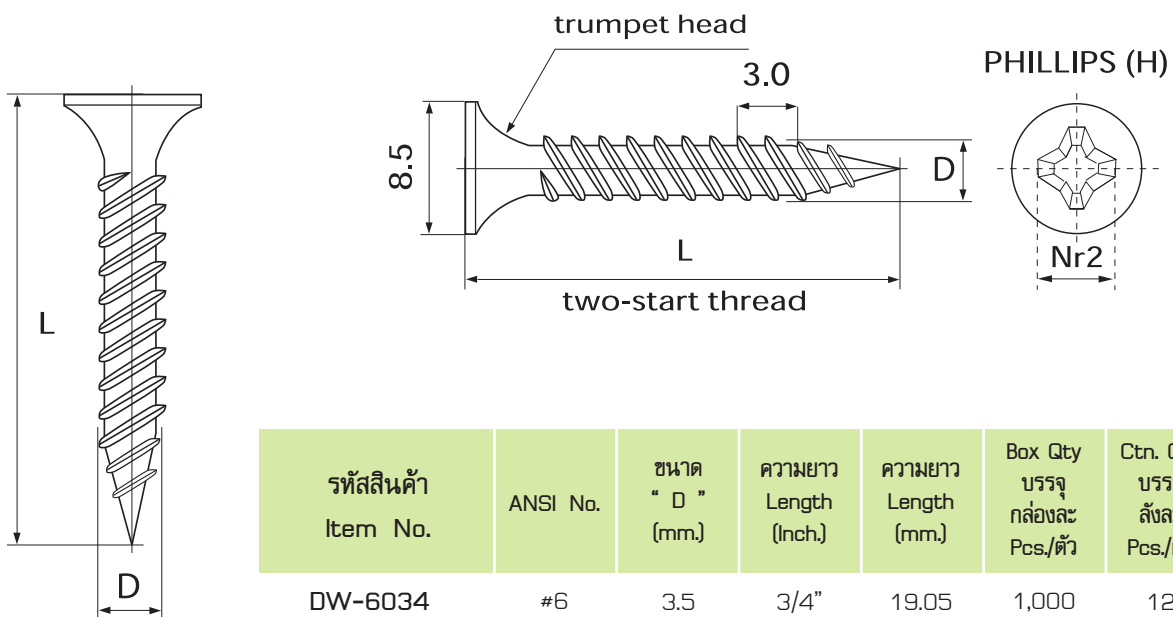 trumpet head
3.0
PHILLIPS (H)
8.5
D
L
Nr2
two-start thread
L
D
รหัสสินค้า
Item No.
ANSI No.
ขนาด
“ D ”
(mm.)
ความยาว
Length
(Inch.)
ความยาว
Length
(mm.)
Box Qty
บรรจุ
กล่องละ
Pcs./ตัว
Ctn.
DW-6034 #6 3.5 3/4” 19.05 1,000